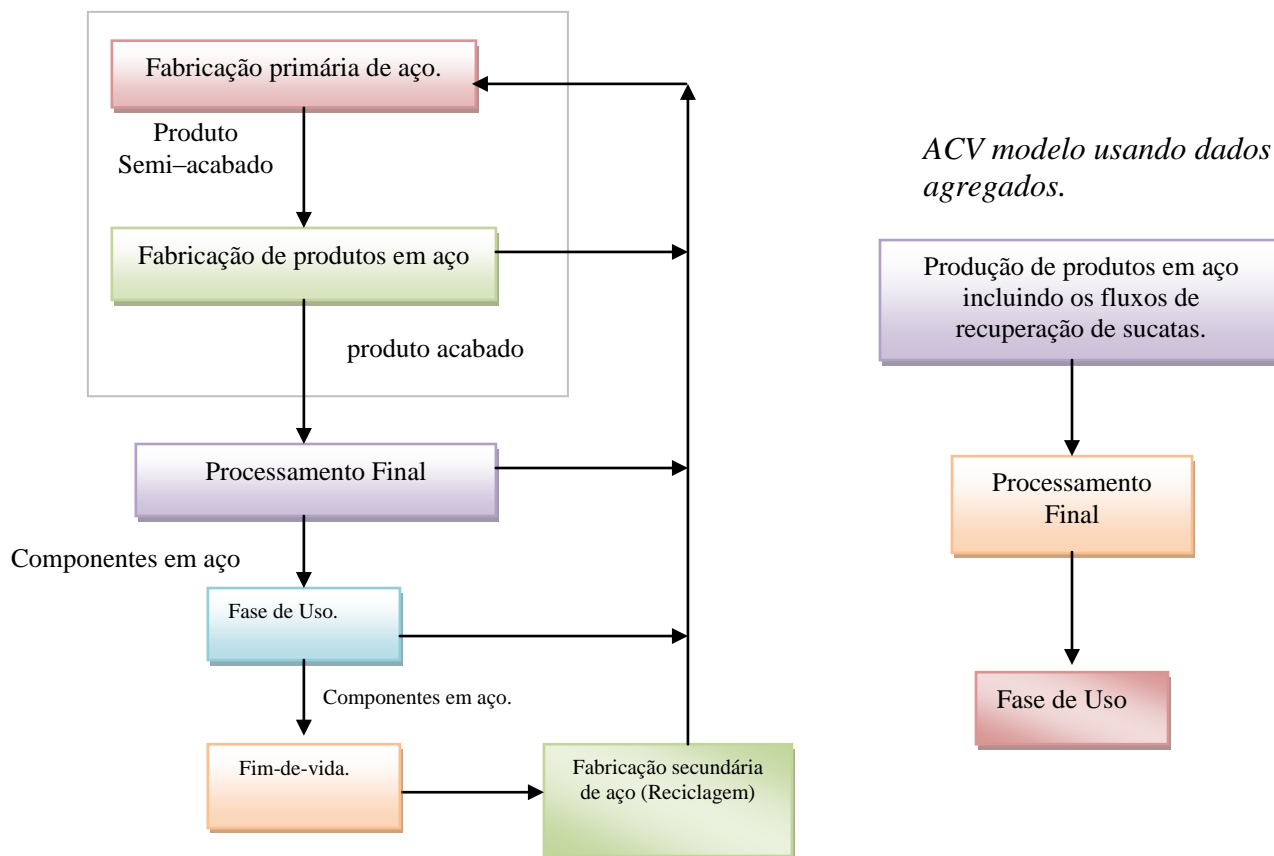 Fabricação primária de aço.
Produto
Semi–acabado
Fabricação de produtos em aço
produto acabado
Processamento Final
Componentes em aço
Fase de Uso.
Componentes em aço.
Fim-de-vida.
Fabricação secundária
de aço (Reciclagem)
ACV modelo usando dados
agregados.
Produção de produtos em aço
incluindo os fluxos de
recuperação de sucatas.
Processamento
Final
Fase de Uso